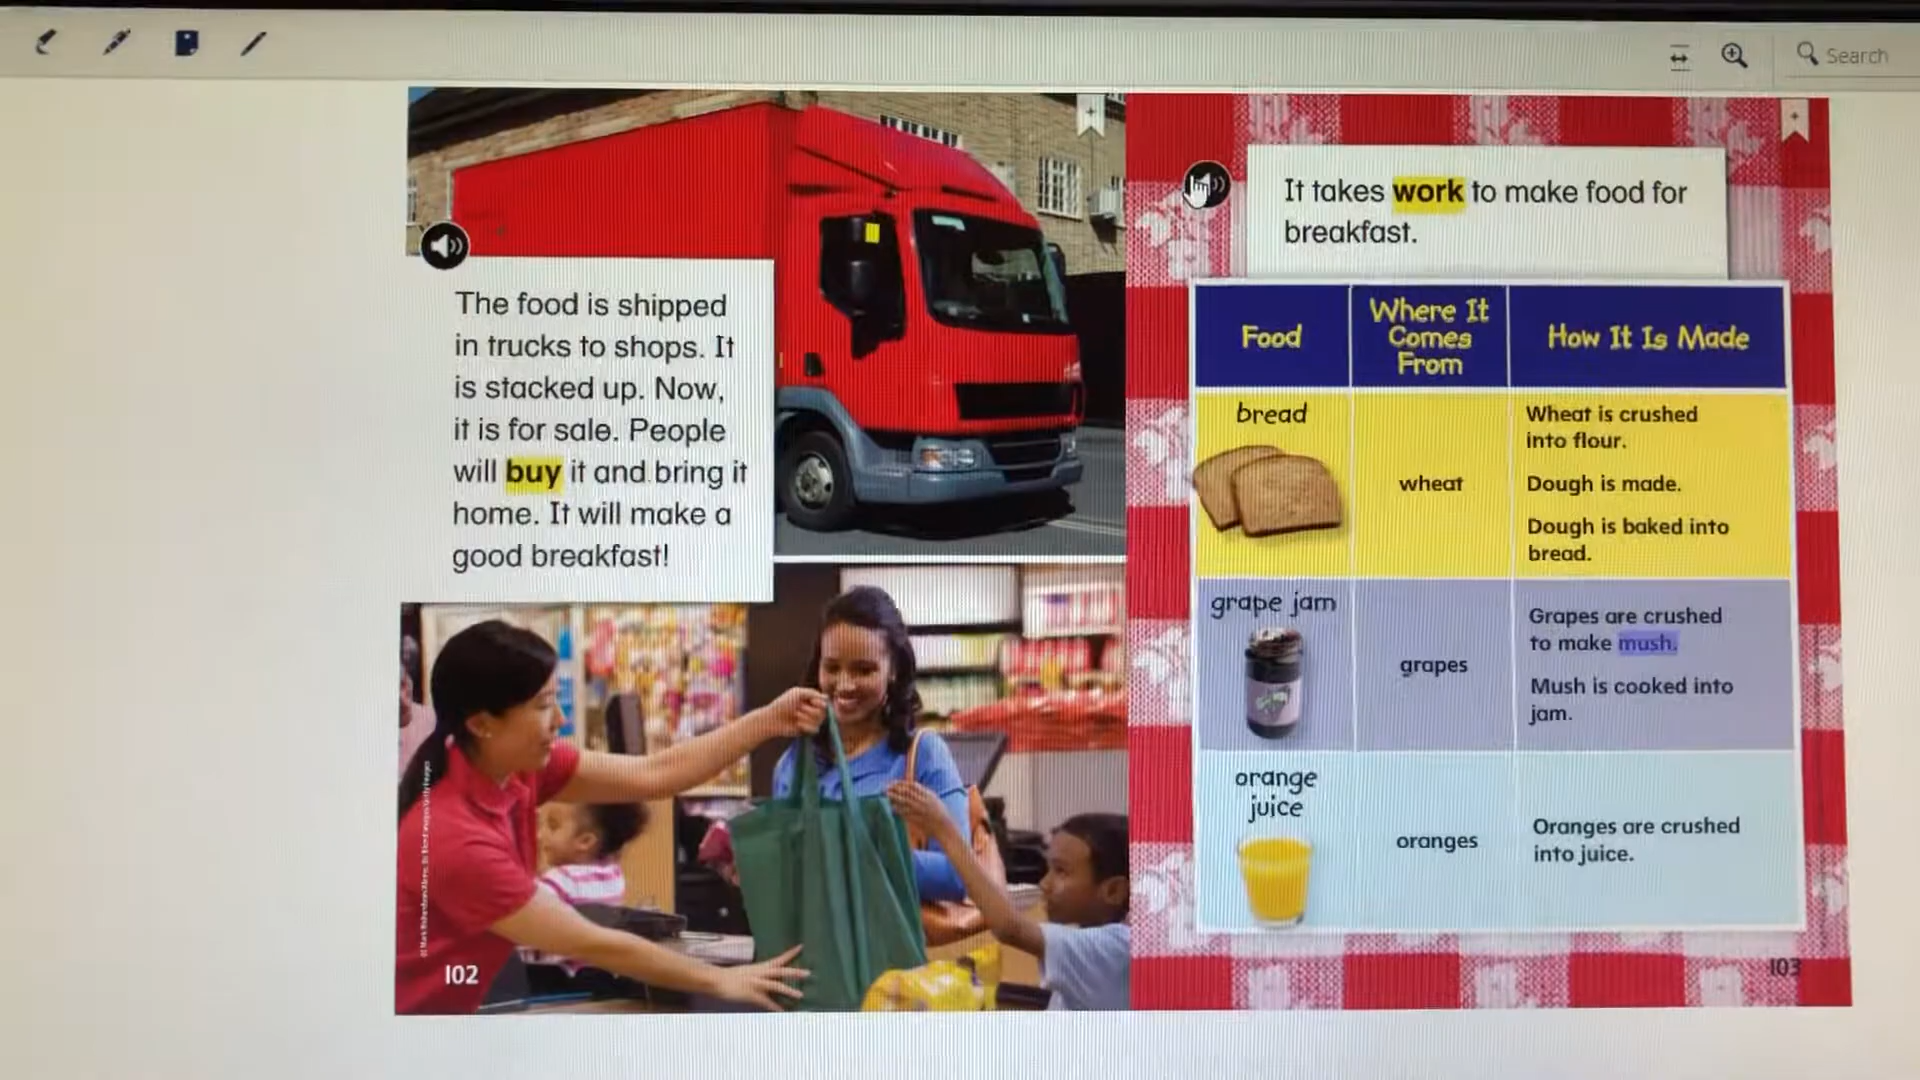 Search
The food is shipped
in trucks to shops. It
is stacked up. Now,
it is for sale. People
will buy it and bring it
home. It will make a
good breakfast!
102
It takes work to make food for
breakfast.
Food
Where It
Comes
From
How It Is Made
bread
wheat
Wheat is crushed
into flour.
Dough is made.
Dough is baked into
bread.
grape jam
grapes
Grapes are crushed
to make mush.
Mush is cooked into
jam.
orange
juice
oranges
Oranges are crushed
into juice.
103